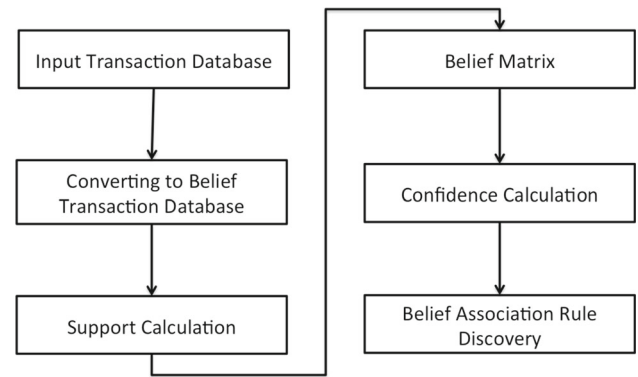 Input Transaction Database
Converting to Belief
Transaction Database
Support Calculation
Belief Matrix
Confidence Calculation
Belief Association Rule
Discovery